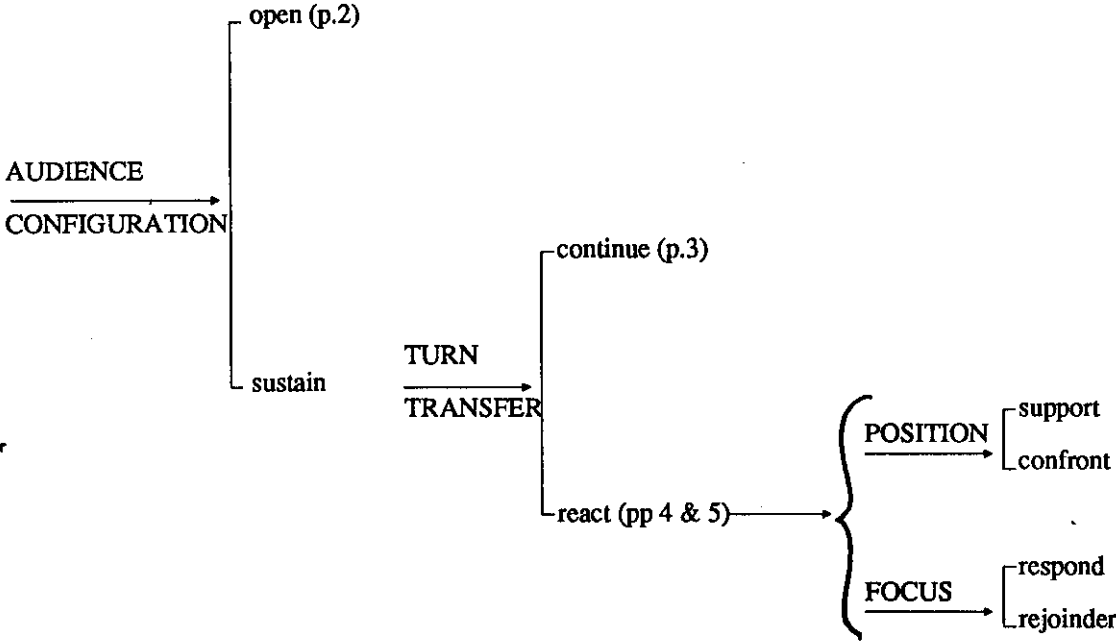 open (p.2)
AUDIENCE
CONFIGURATION
continue (p.3)
sustain
TURN
TRANSFER
react (pp 4 & 5)
POSITION
support
confront
FOCUS
respond
rejoinder